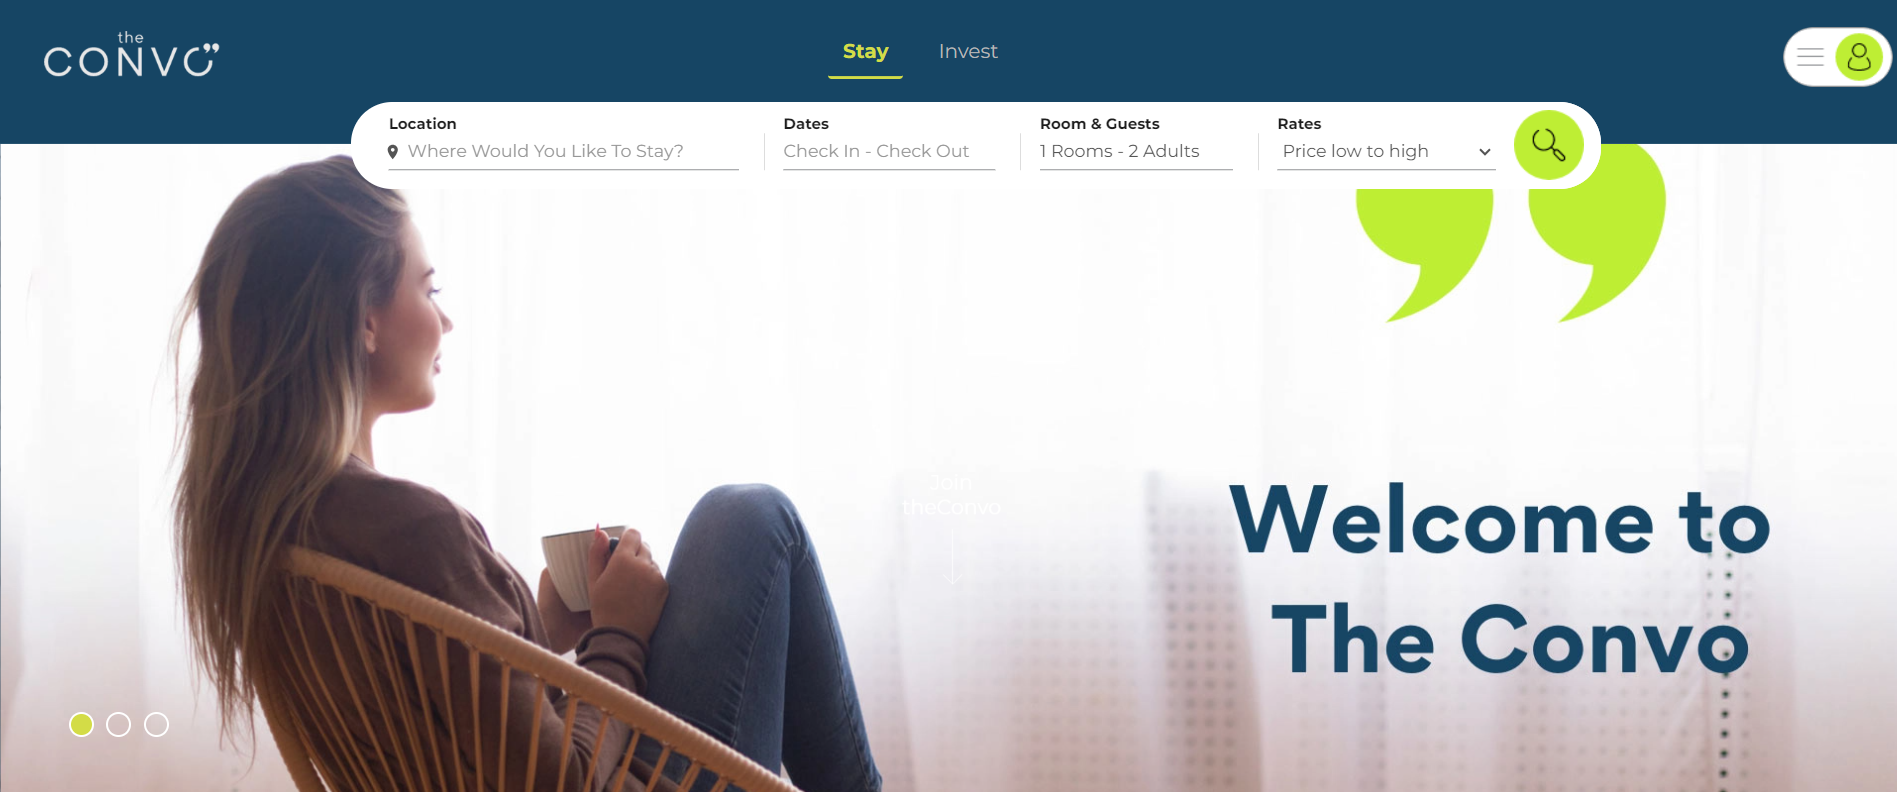 the
CONVO”
Stay
Invest
Location
Where Would You Like To Stay?
Dates
Check In - Check Out
Room & Guests
1 Rooms - 2 Adults
Rates
Price low to high
Join
theConvo
Welcome to
The Convo